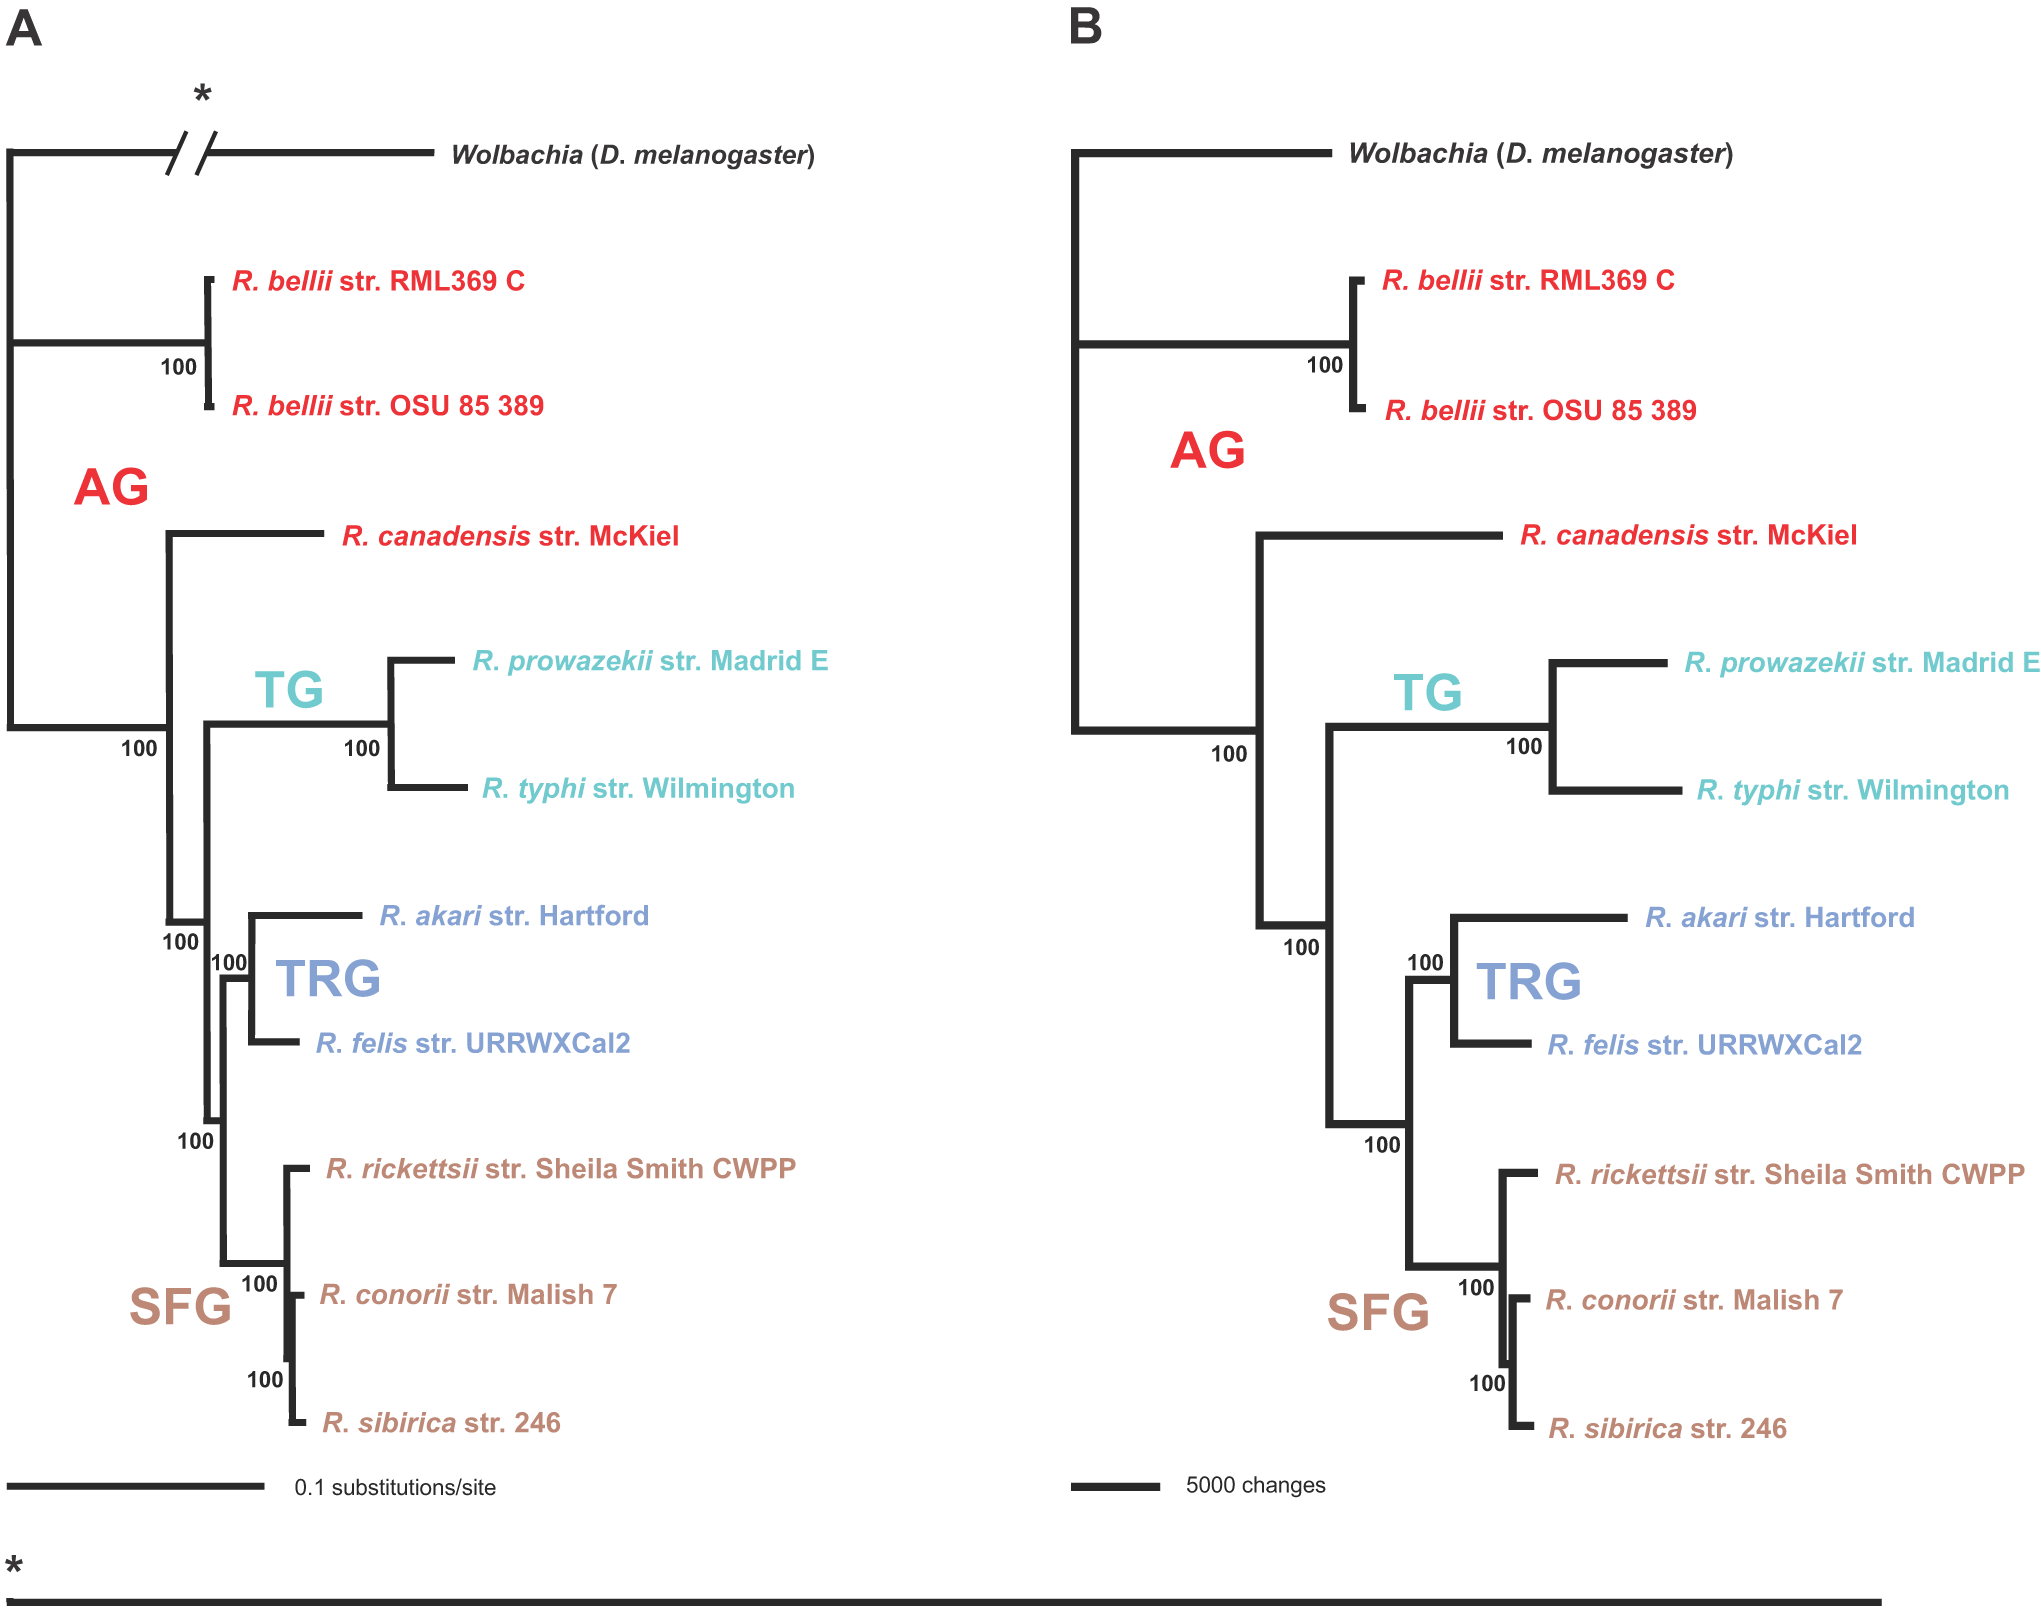 A
*
Wolbachia (D. melanogaster)
R. bellii str. RML369 C
100
R. bellii str. OSU 85 389
AG
R. canadensis str. McKiel
R. prowazekii str. Madrid E
TG
100
100
R. typhi str. Wilmington
R. akari str. Hartford
100
100
TRG
R. felis str. URRWXCal2
100
R. rickettsii str. Sheila Smith CWPP
100
R. conorii str. Malish 7
SFG
100
R. sibirica str. 246
0.1 substitutions/site
*
B
Wolbachia (D. melanogaster)
R. bellii str. RML369 C
100
R. bellii str. OSU 85 389
AG
R. canadensis str. McKiel
R. prowazekii str. Madrid E
TG
100
100
R. typhi str. Wilmington
R. akari str. Hartford
100
100
TRG
R. felis str. URRWXCal2
100
R. rickettsii str. Sheila Smith CWPP
100
R. conorii str. Malish 7
SFG
100
R. sibirica str. 246
5000 changes